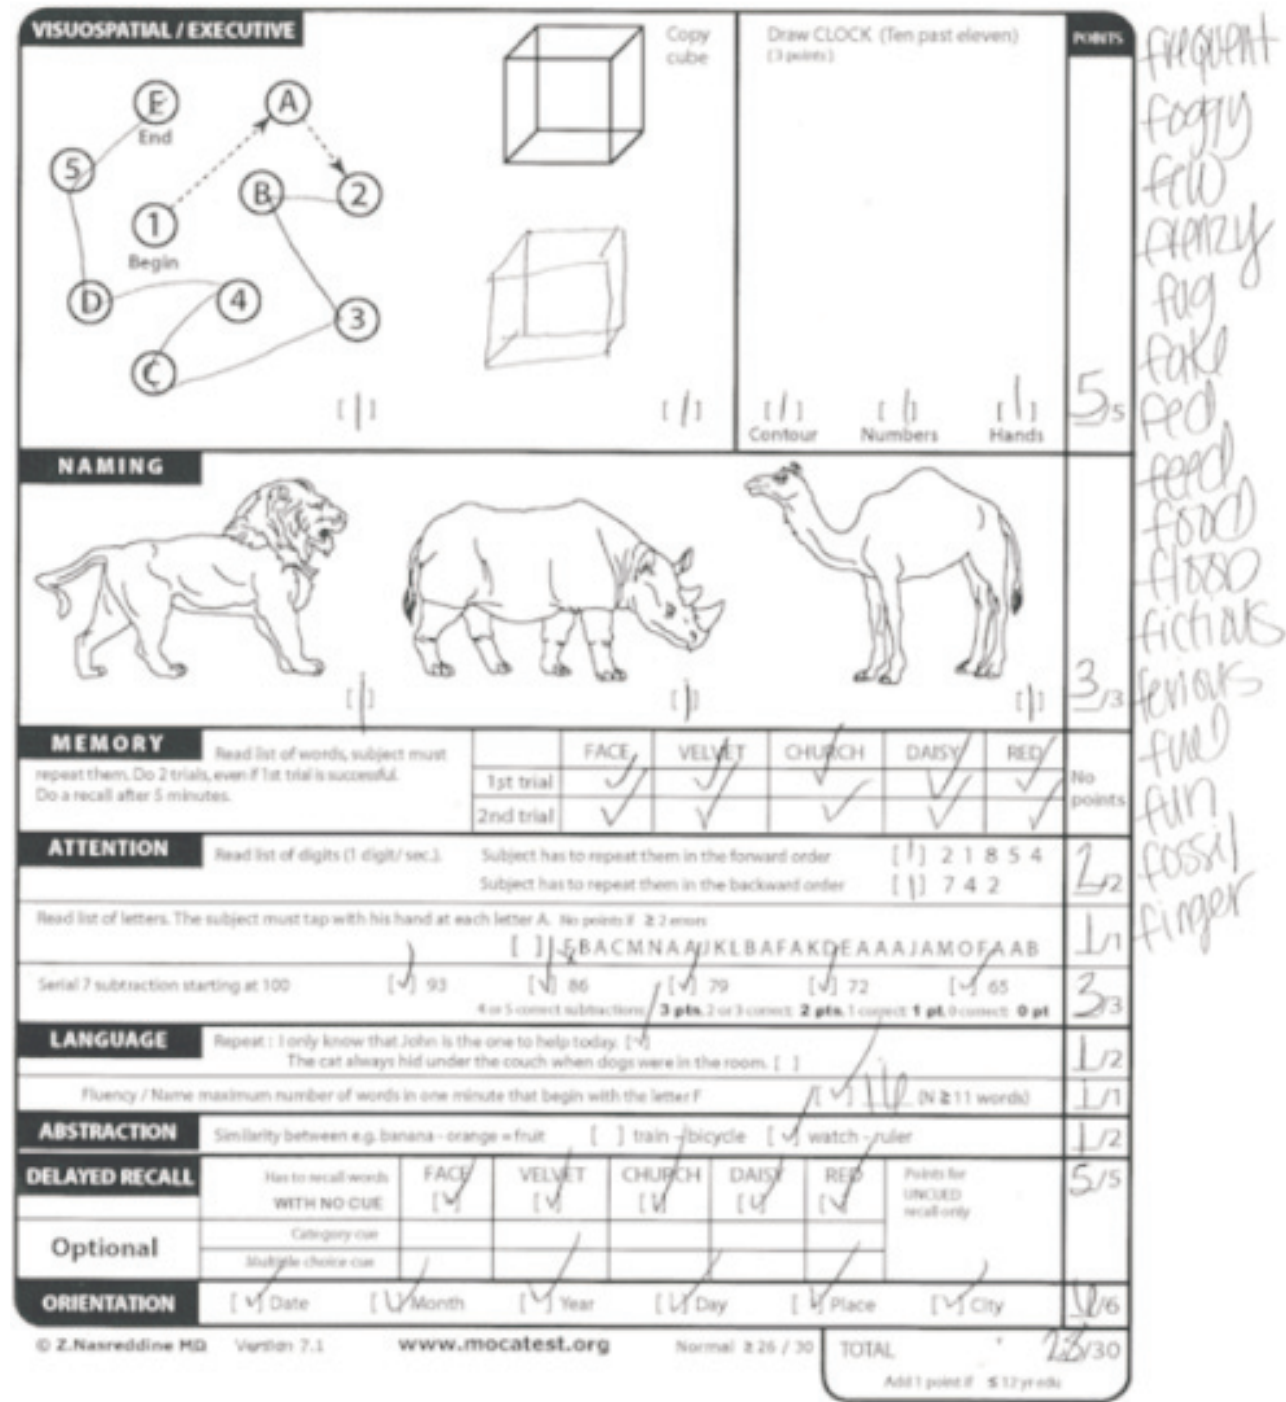 VISUOSPATIAL / EXECUTIVE
Copy cube
Draw CLOCK (Ten past eleven)
(3 points)
POINTS
E
End
A
5
B
2
1
Begin
D
4
3
C
[ | ]
[ / ]
[ / ]
Contour
[ | ]
Numbers
[ | ]
Hands
5/5
NAMING
[ | ]
[ | ]
[ | ]
3/3
MEMORY
Read list of words, subject must
repeat them. Do 2 trials, even if 1st trial is successful.
Do a recall after 5 minutes.
FACE VELVET CHURCH DAISY RED
1st trial ✓ ✓ ✓ ✓ ✓
2nd trial ✓ ✓ ✓ ✓ ✓
No points
ATTENTION
Read list of digits (1 digit/ sec.).
Subject has to repeat them in the forward order [ | ] 2 1 8 5 4
Subject has to repeat them in the backward order [ | ] 7 4 2
2/2
Read list of letters. The subject must tap with his hand at each letter A. No points if ≥ 2 errors
[ ] FBACMNAAJKLBAFAKDEAAAJAMOFAAB
1/1
Serial 7 subtraction starting at 100 [✓] 93 [✓] 86 [✓] 79 [✓] 72 [✓] 65
4 or 5 correct subtractions: 3 pts, 2 or 3 correct: 2 pts, 1 correct: 1 pt, 0 correct: 0 pt
3/3
LANGUAGE
Repeat : I only know that John is the one to help today. [✓]
The cat always hid under the couch when dogs were in the room. [ ]
1/2
Fluency / Name maximum number of words in one minute that begin with the letter F [✓] 16 (N ≥ 11 words)
1/1
ABSTRACTION
Similarity between e.g. banana - orange = fruit [ ] train - bicycle [✓] watch - ruler
1/2
DELAYED RECALL
Has to recall words
WITH NO CUE
FACE VELVET CHURCH DAISY RED
[✓] [✓] [✓] [✓] [✓]
Points for UNCUED recall only
5/5
Optional
Category cue
Multiple choice cue
ORIENTATION
[✓] Date [✓] Month [✓] Year [✓] Day [✓] Place [✓] City
6/6
© Z.Nasreddine MD Version 7.1 www.mocatest.org Normal ≥ 26 / 30
TOTAL 28/30
Add 1 point if ≤ 12 yr edu
frequent
foggy
few
frenzy
fog
fake
fed
feed
food
floss
fictious
ferious
fuel
fun
fossil
finger